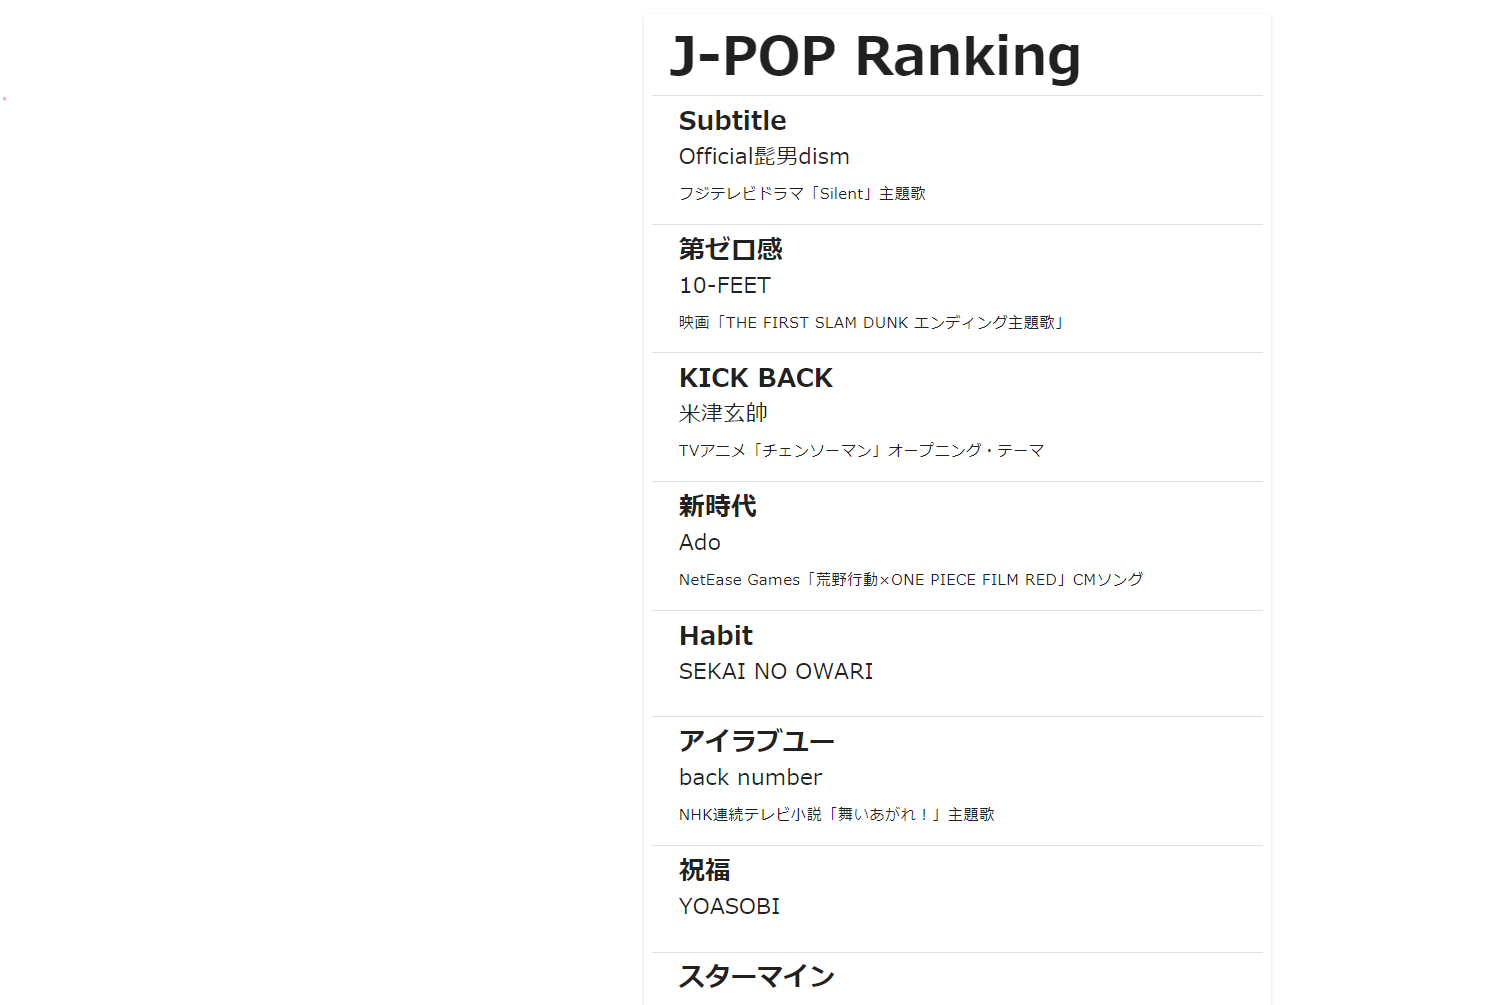 J-POP Ranking
Subtitle
Official髭男dism
フジテレビドラマ「Silent」主題歌
第ゼロ感
10-FEET
映画「THE FIRST SLAM DUNK エンディング主題歌」
KICK BACK
米津玄帥
TVアニメ「チェンソーマン」オープニング・テーマ
新時代
Ado
NetEase Games「荒野行動×ONE PIECE FILM RED」CMソング
Habit
SEKAI NO OWARI
アイラブユー
back number
NHK連続テレビ小説「舞いあがれ！」主題歌
祝福
YOASOBI
スターマイン